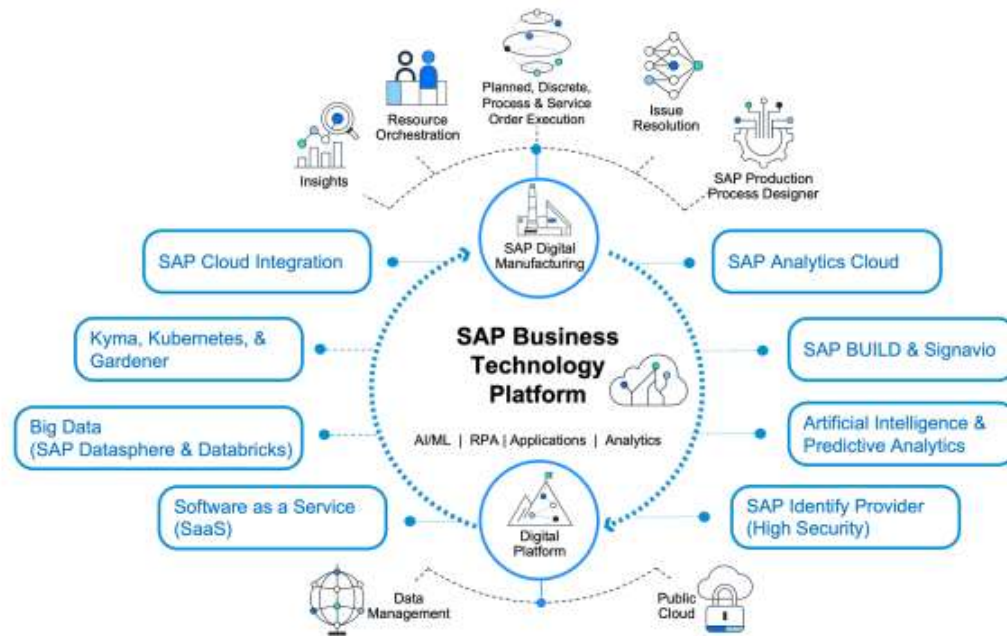 Planned, Discrete,
Process & Service
Order Execution
Resource
Orchestration
Issue
Resolution
Insights
SAP Production
Process Designer
SAP Digital
Manufacturing
SAP Cloud Integration
SAP Analytics Cloud
Kyma, Kubernetes, &
Gardener
SAP Business
Technology
Platform
SAP BUILD & Signavio
Big Data
(SAP Datasphere & Databricks)
AI/ML | RPA | Applications | Analytics
Artificial Intelligence &
Predictive Analytics
Software as a Service
(SaaS)
Digital
Platform
SAP Identify Provider
(High Security)
Data
Management
Public
Cloud